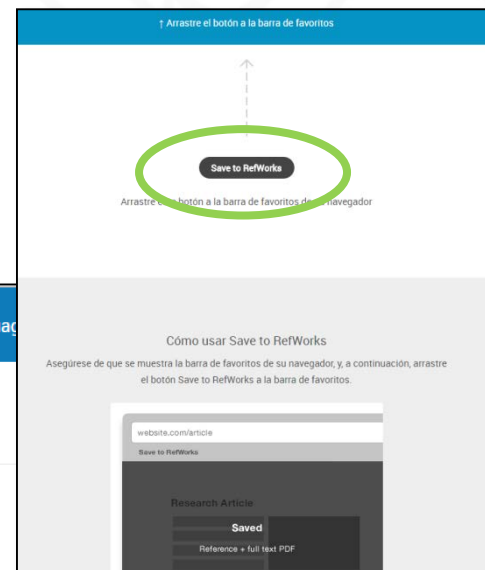 ↑ Arrastre el botón a la barra de favoritos
Save to RefWorks
Arrastre botón a la barra de favoritos de navegador
Cómo usar Save to RefWorks
Asegúrese de que se muestra la barra de favoritos de su navegador, y, a continuación, arrastre
el botón Save to RefWorks a la barra de favoritos.
website.com/article
Save to RefWorks
Research Article
Saved
Reference + full text PDF